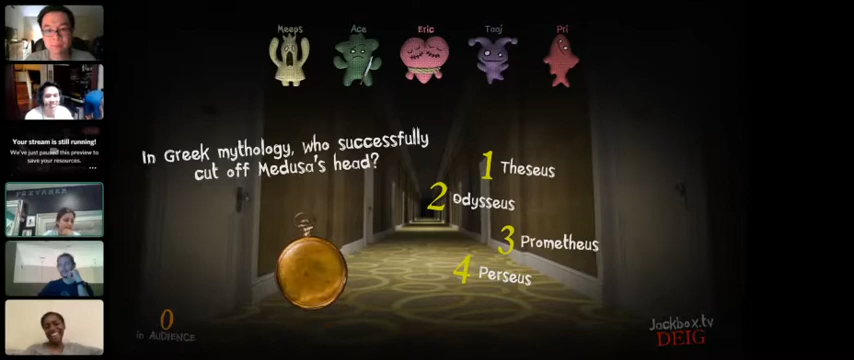 Meeps
Ace
Eric
Pri
Your stream is still running!
We've just paused this preview to
save your resources.
In Greek mythology, who successfully
cut off Medusa's head?
1 Theseus
2 Odysseus
3 Prometheus
4 Perseus
0
in AUDIENCE
Jackbox.tv
DEIG